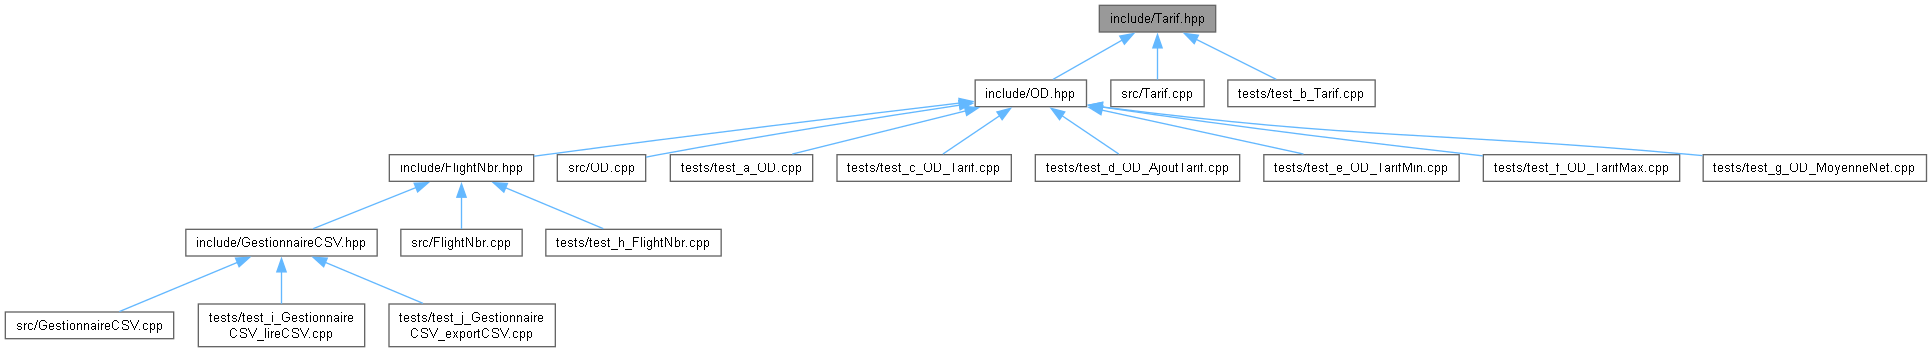 include/Tarif.hpp
include/OD.hpp
src/Tarif.cpp
tests/test_b_Tarif.cpp
include/FlightNbr.hpp
src/OD.cpp
tests/test_a_OD.cpp
tests/test_c_OD_Tarif.cpp
tests/test_d_OD_AjoutTarif.cpp
tests/test_e_OD_TarifMin.cpp
tests/test_f_OD_TarifMax.cpp
tests/test_g_OD_MoyenneNet.cpp
include/GestionnaireCSV.hpp
src/FlightNbr.cpp
tests/test_h_FlightNbr.cpp
src/GestionnaireCSV.cpp
tests/test_i_Gestionnaire
CSV_lireCSV.cpp
tests/test_j_Gestionnaire
CSV_exportCSV.cpp